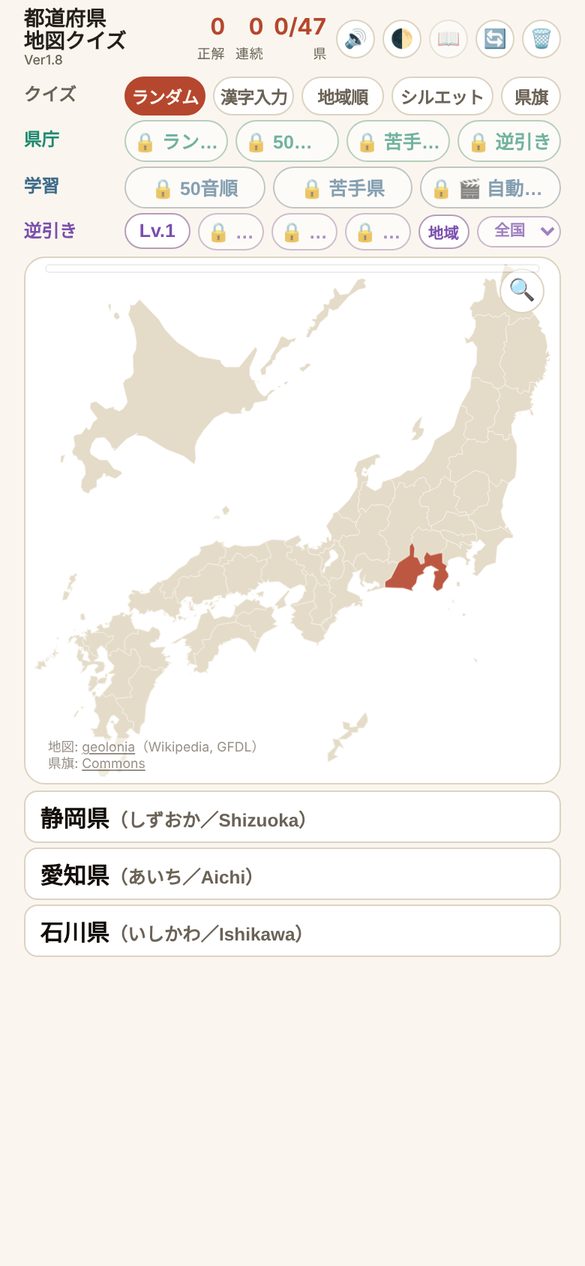 都道府県
地図クイズ
Ver1.8
0 0 0/47
正解 連続 県
クイズ ランダム 漢字入力 地域順 シルエット 県旗
県庁 🔒 ラン… 🔒 50… 🔒 苦手… 🔒 逆引き
学習 🔒 50音順 🔒 苦手県 🔒 🎬 自動…
逆引き Lv.1 🔒 … 🔒 … 🔒 … 地域 全国
地図: geolonia（Wikipedia, GFDL）
県旗: Commons
静岡県（しずおか／Shizuoka）
愛知県（あいち／Aichi）
石川県（いしかわ／Ishikawa）